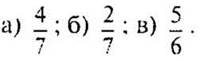 а) 4/7 ; б) 2/7 ; в) 5/6 .